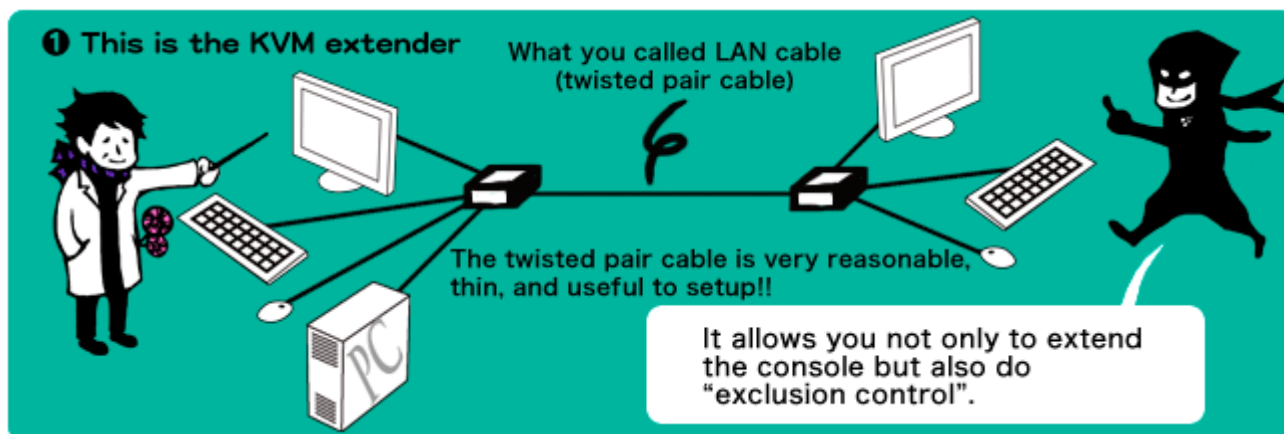 ❶ This is the KVM extender
What you called LAN cable
(twisted pair cable)
The twisted pair cable is very reasonable,
thin, and useful to setup!!
PC
It allows you not only to extend
the console but also do
“exclusion control”.